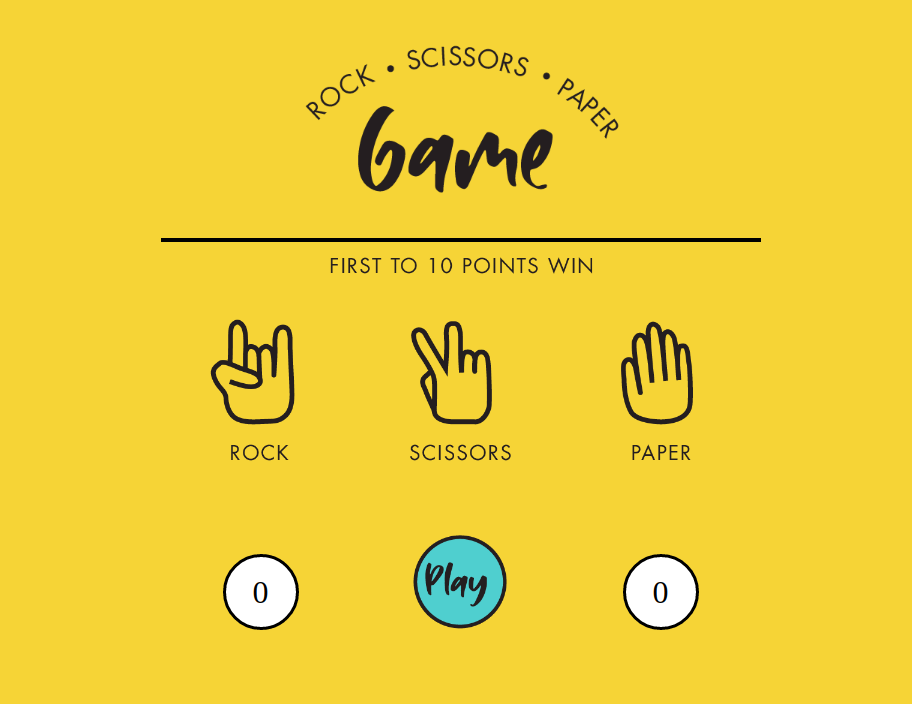 ROCK • SCISSORS • PAPER
Game
FIRST TO 10 POINTS WIN
ROCK SCISSORS PAPER
0 Play 0